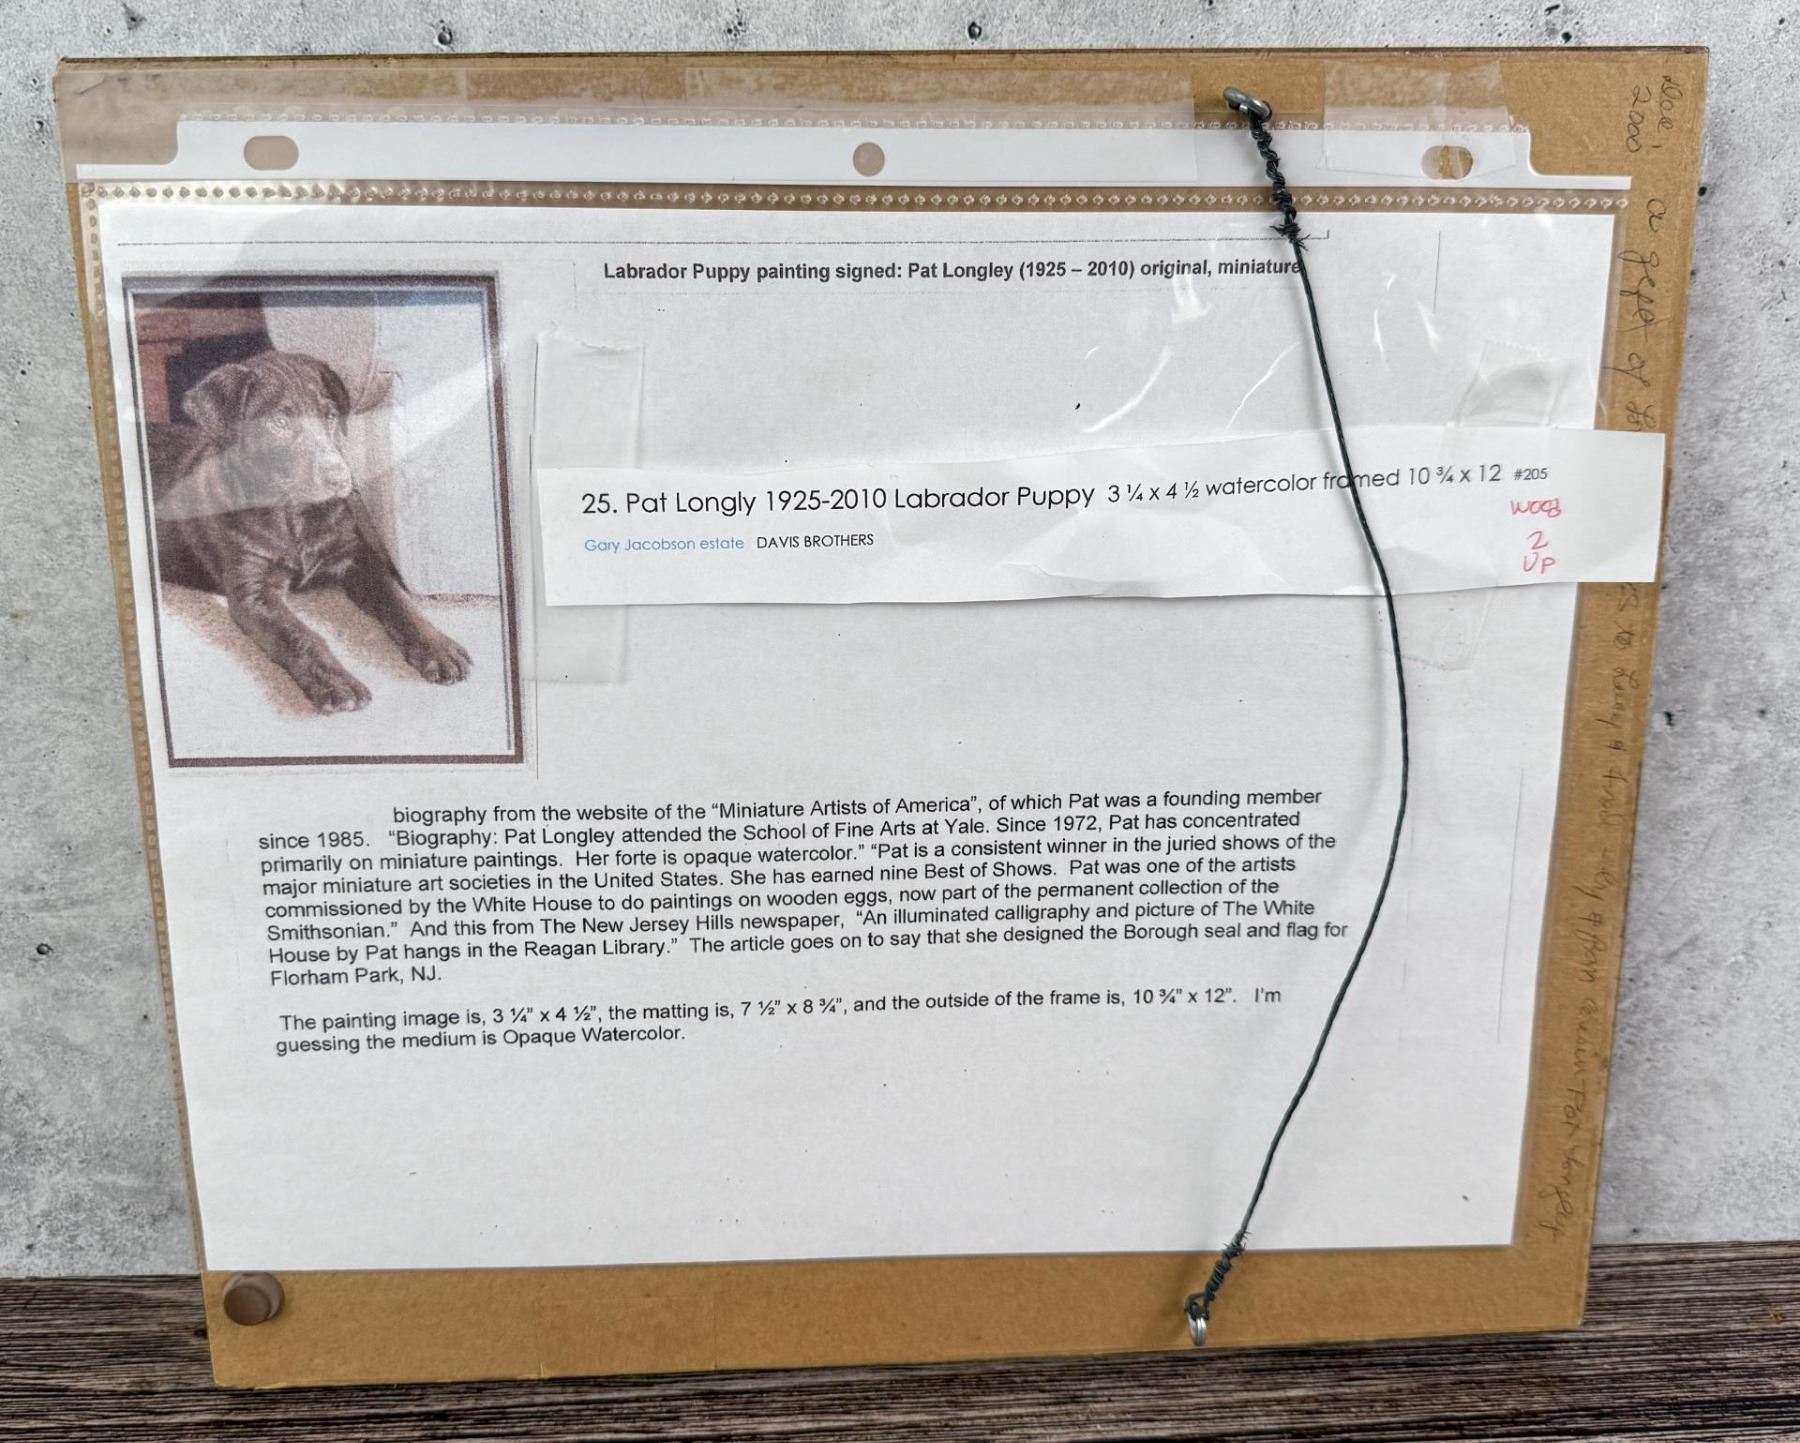 Labrador Puppy painting signed: Pat Longley (1925 – 2010) original, miniature
25. Pat Longly 1925-2010 Labrador Puppy 3 ¼ x 4 ½ watercolor framed 10 ¾ x 12 #205
Gary Jacobson estate DAVIS BROTHERS
2
UP
biography from the website of the “Miniature Artists of America”, of which Pat was a founding member
since 1985. “Biography: Pat Longley attended the School of Fine Arts at Yale. Since 1972, Pat has concentrated
primarily on miniature paintings. Her forte is opaque watercolor.” “Pat is a consistent winner in the juried shows of the
major miniature art societies in the United States. She has earned nine Best of Shows. Pat was one of the artists
commissioned by the White House to do paintings on wooden eggs, now part of the permanent collection of the
Smithsonian.” And this from The New Jersey Hills newspaper, “An illuminated calligraphy and picture of The White
House by Pat hangs in the Reagan Library.” The article goes on to say that she designed the Borough seal and flag for
Florham Park, NJ.
The painting image is, 3 ¼” x 4 ½”, the matting is, 7 ½” x 8 ¾”, and the outside of the frame is, 10 ¾” x 12”. I'm
guessing the medium is Opaque Watercolor.
2000
a gift of
Pat Longley